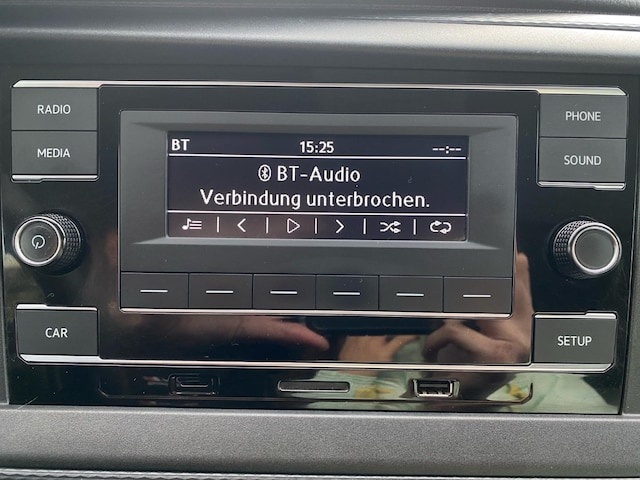 RADIO
MEDIA
PHONE
SOUND
BT 15:25 --:--
BT-Audio
Verbindung unterbrochen.
CAR
SETUP